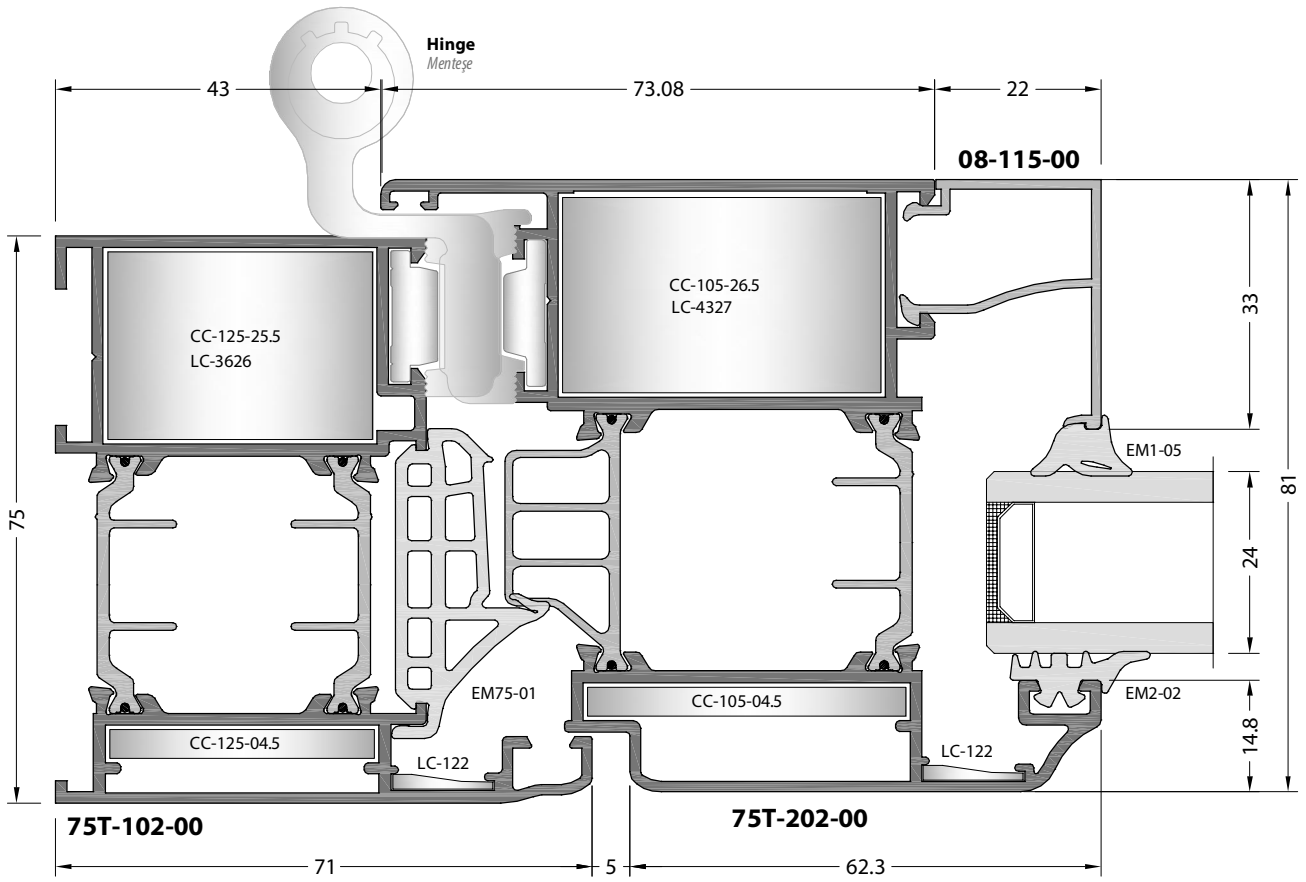 Hinge
Menteşe
43
73.08
22
08-115-00
CC-105-26.5
LC-4327
CC-125-25.5
LC-3626
33
75
81
EM1-05
24
EM75-01
CC-105-04.5
EM2-02
CC-125-04.5
LC-122
LC-122
14.8
75T-102-00
75T-202-00
71
5
62.3